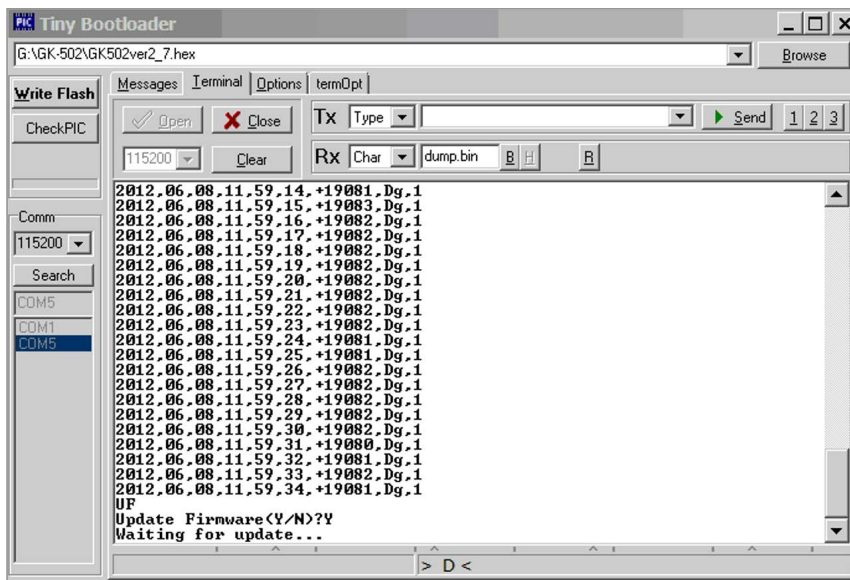 PIC Tiny Bootloader
G:\GK-502\GK502ver2_7.hex
Browse
Write Flash
CheckPIC
Messages Terminal Options termOpt
Open Close Tx Type Send 1 2 3
115200 Clear Rx Char dump.bin B H R
Comm
115200
Search
COM5
COM1
COM5
2012,06,08,11,59,14,+19081,Dg,1
2012,06,08,11,59,15,+19083,Dg,1
2012,06,08,11,59,16,+19082,Dg,1
2012,06,08,11,59,17,+19082,Dg,1
2012,06,08,11,59,18,+19082,Dg,1
2012,06,08,11,59,19,+19082,Dg,1
2012,06,08,11,59,20,+19082,Dg,1
2012,06,08,11,59,21,+19082,Dg,1
2012,06,08,11,59,22,+19082,Dg,1
2012,06,08,11,59,23,+19082,Dg,1
2012,06,08,11,59,24,+19081,Dg,1
2012,06,08,11,59,25,+19081,Dg,1
2012,06,08,11,59,26,+19082,Dg,1
2012,06,08,11,59,27,+19082,Dg,1
2012,06,08,11,59,28,+19082,Dg,1
2012,06,08,11,59,29,+19082,Dg,1
2012,06,08,11,59,30,+19082,Dg,1
2012,06,08,11,59,31,+19080,Dg,1
2012,06,08,11,59,32,+19081,Dg,1
2012,06,08,11,59,33,+19082,Dg,1
2012,06,08,11,59,34,+19081,Dg,1
UF
Update Firmware(Y/N)?Y
Waiting for update...
> D <